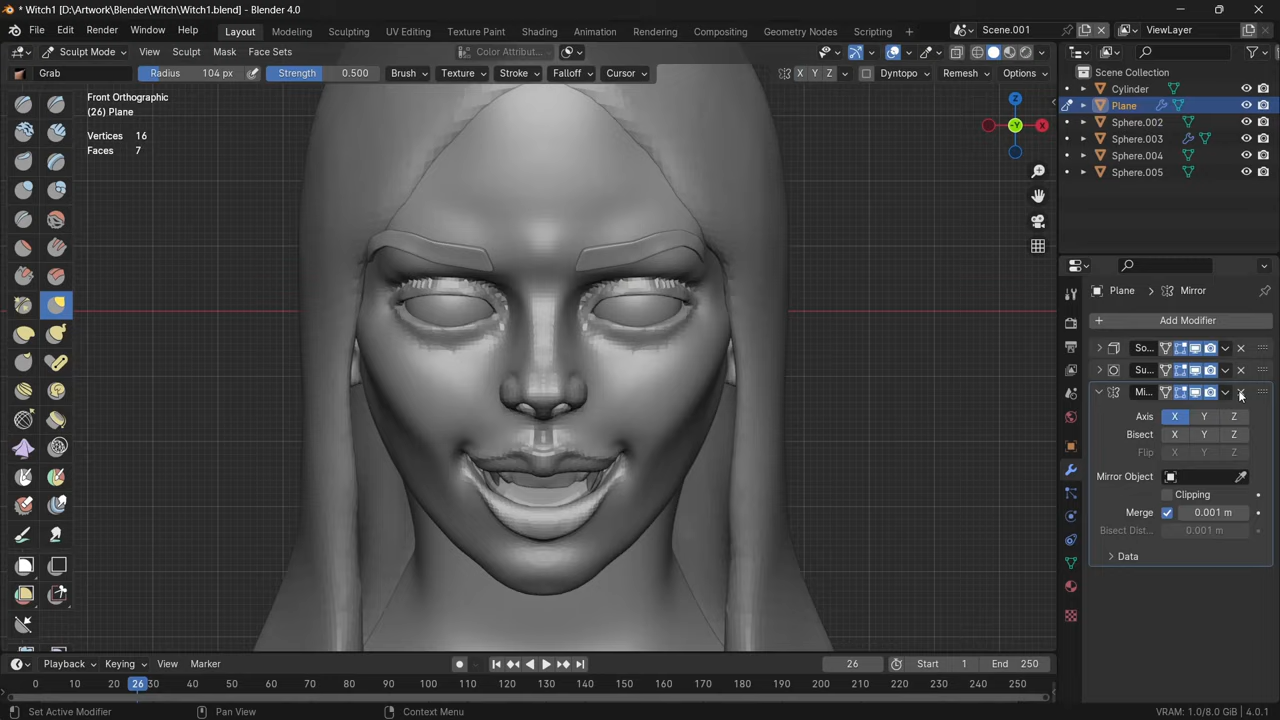 * Witch1 [D:\Artwork\Blender\Witch\Witch1.blend] - Blender 4.0
File Edit Render Window Help Layout Modeling Sculpting UV Editing Texture Paint Shading Animation Rendering Compositing Geometry Nodes Scripting Scene.001 ViewLayer
Sculpt Mode View Sculpt Mask Face Sets Color Attribut...
Grab Radius 104 px Strength 0.500 Brush Texture Stroke Falloff Cursor X Y Z Dyntopo Remesh Options
Front Orthographic
(26) Plane
Vertices 16
Faces 7
Z
-Y
X
Scene Collection
Cylinder
Plane
Sphere.002
Sphere.003
Sphere.004
Sphere.005
Plane > Mirror
+ Add Modifier
So...
Su...
Mi...
Axis X Y Z
Bisect X Y Z
Flip X Y Z
Mirror Object
Clipping
Merge 0.001 m
Bisect Dist... 0.001 m
Data
Playback Keying View Marker 26 Start 1 End 250
0 10 20 26 30 40 50 60 70 80 90 100 110 120 130 140 150 160 170 180 190 200 210 220 230 240 250
Set Active Modifier Pan View Context Menu VRAM: 1.0/8.0 GiB | 4.0.1